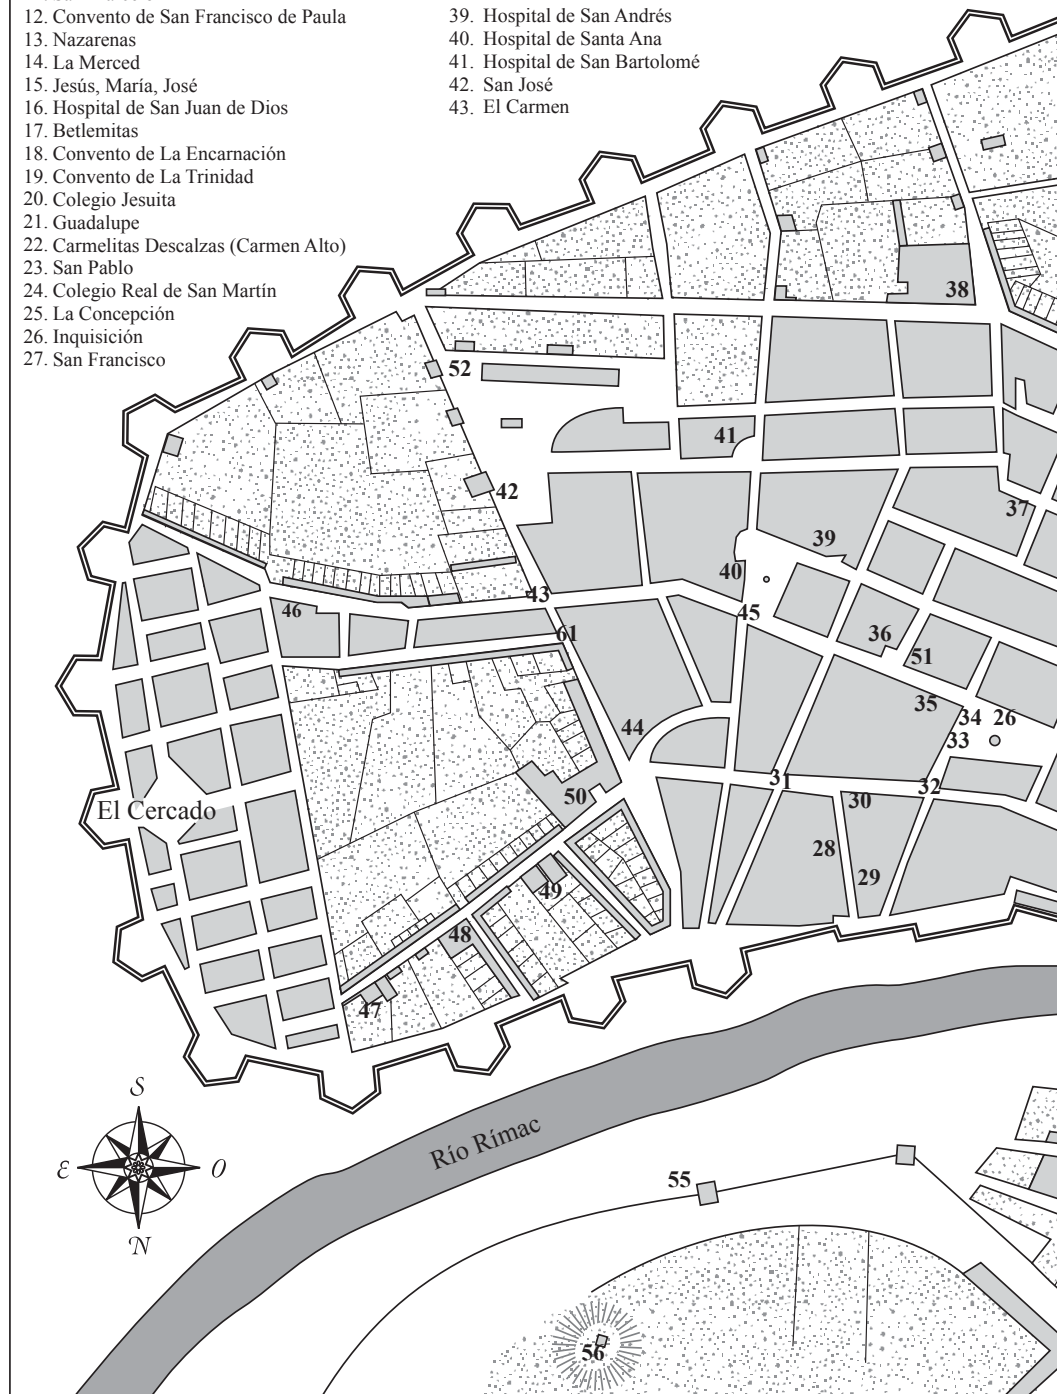 12. Convento de San Francisco de Paula
13. Nazarenas
14. La Merced
15. Jesús, María, José
16. Hospital de San Juan de Dios
17. Betlemitas
18. Convento de La Encarnación
19. Convento de La Trinidad
20. Colegio Jesuita
21. Guadalupe
22. Carmelitas Descalzas (Carmen Alto)
23. San Pablo
24. Colegio Real de San Martín
25. La Concepción
26. Inquisición
27. San Francisco
39. Hospital de San Andrés
40. Hospital de Santa Ana
41. Hospital de San Bartolomé
42. San José
43. El Carmen
38
52
41
42
37
39
40
43
45
46
61
36
51
35
34
26
33
44
31
32
30
50
El Cercado
28
29
49
48
47
S
E
O
N
Río Rímac
55
56